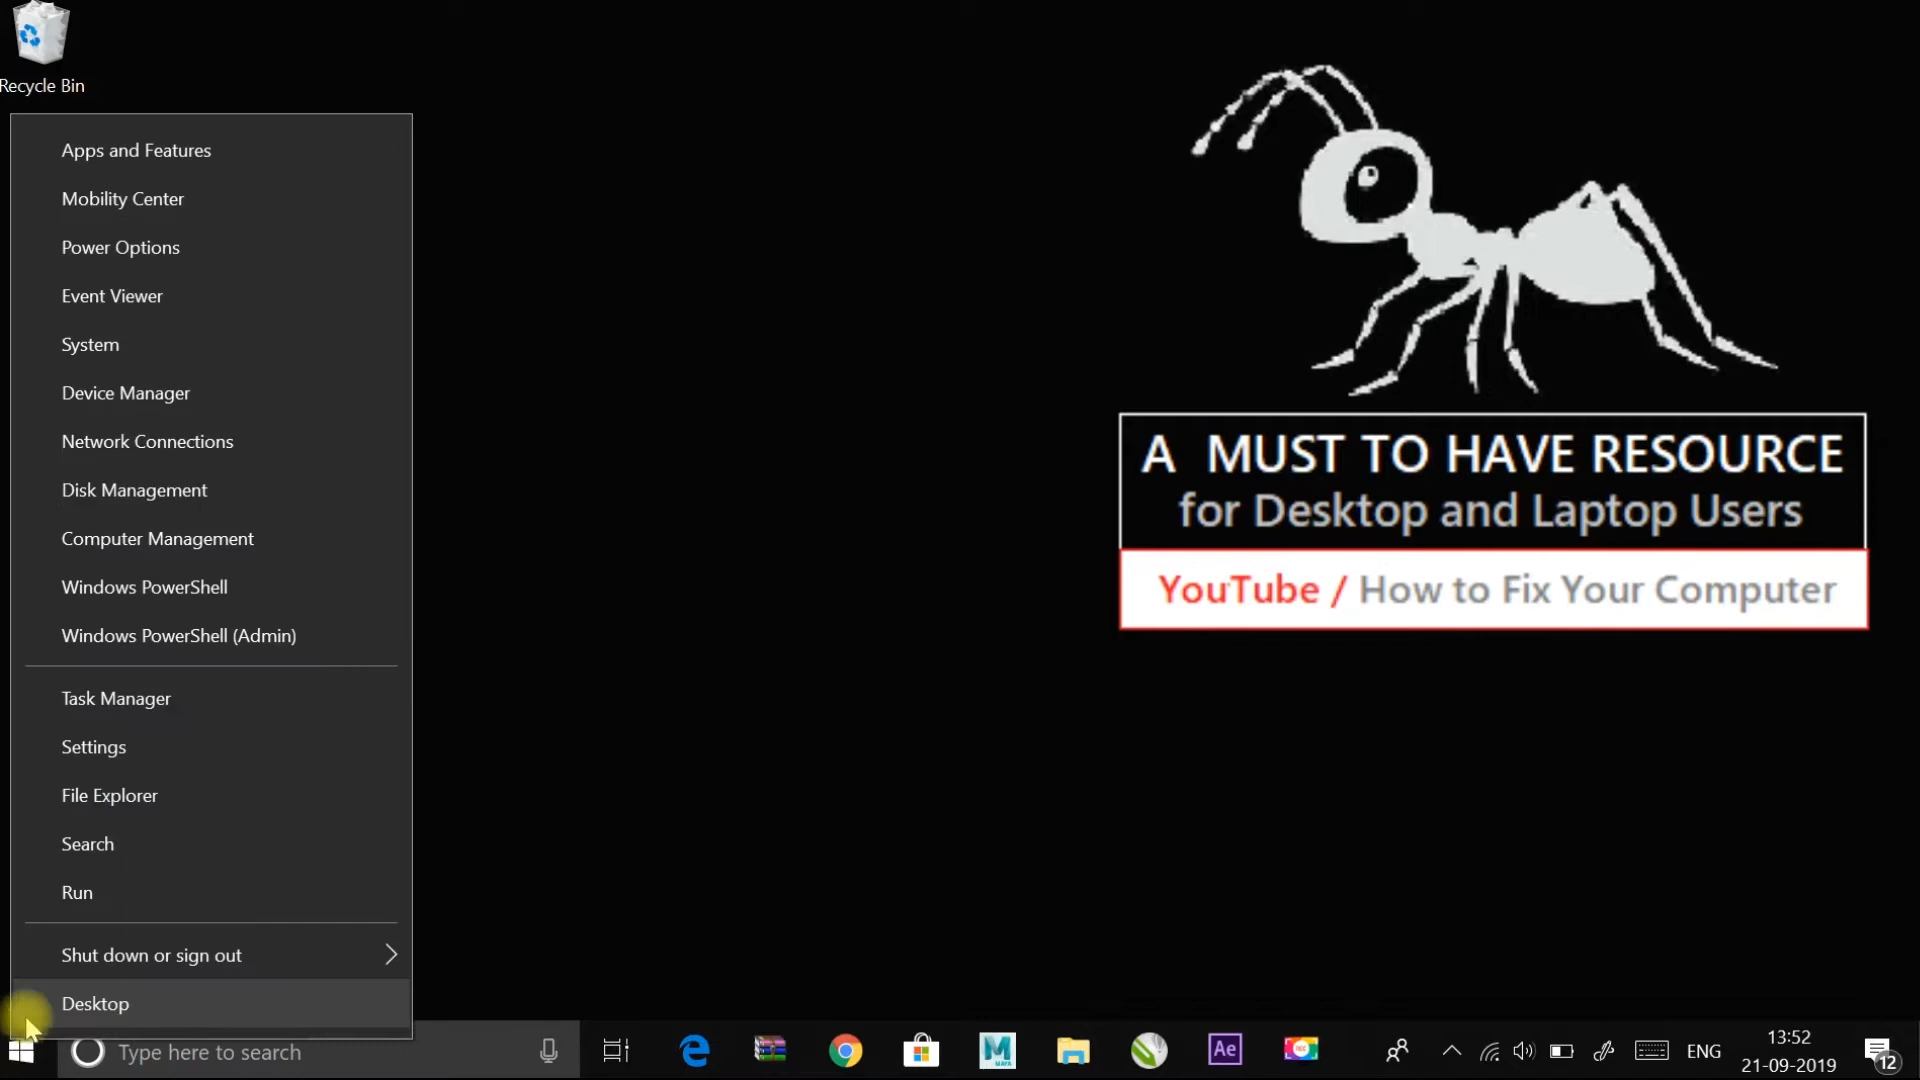 Recycle Bin
Apps and Features
Mobility Center
Power Options
Event Viewer
System
Device Manager
Network Connections
Disk Management
Computer Management
Windows PowerShell
Windows PowerShell (Admin)
Task Manager
Settings
File Explorer
Search
Run
Shut down or sign out
Desktop
A MUST TO HAVE RESOURCE
for Desktop and Laptop Users
YouTube / How to Fix Your Computer
Type here to search
M
MAYA
Ae
REC
ENG
13:52
21-09-2019
12